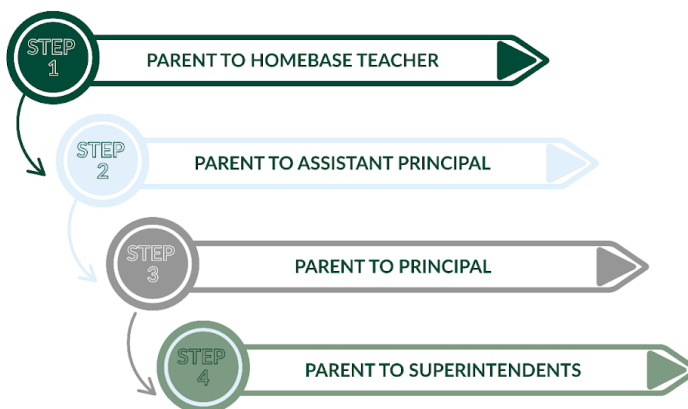 STEP
1
PARENT TO HOMEBASE TEACHER
STEP
2
PARENT TO ASSISTANT PRINCIPAL
STEP
3
PARENT TO PRINCIPAL
STEP
4
PARENT TO SUPERINTENDENTS